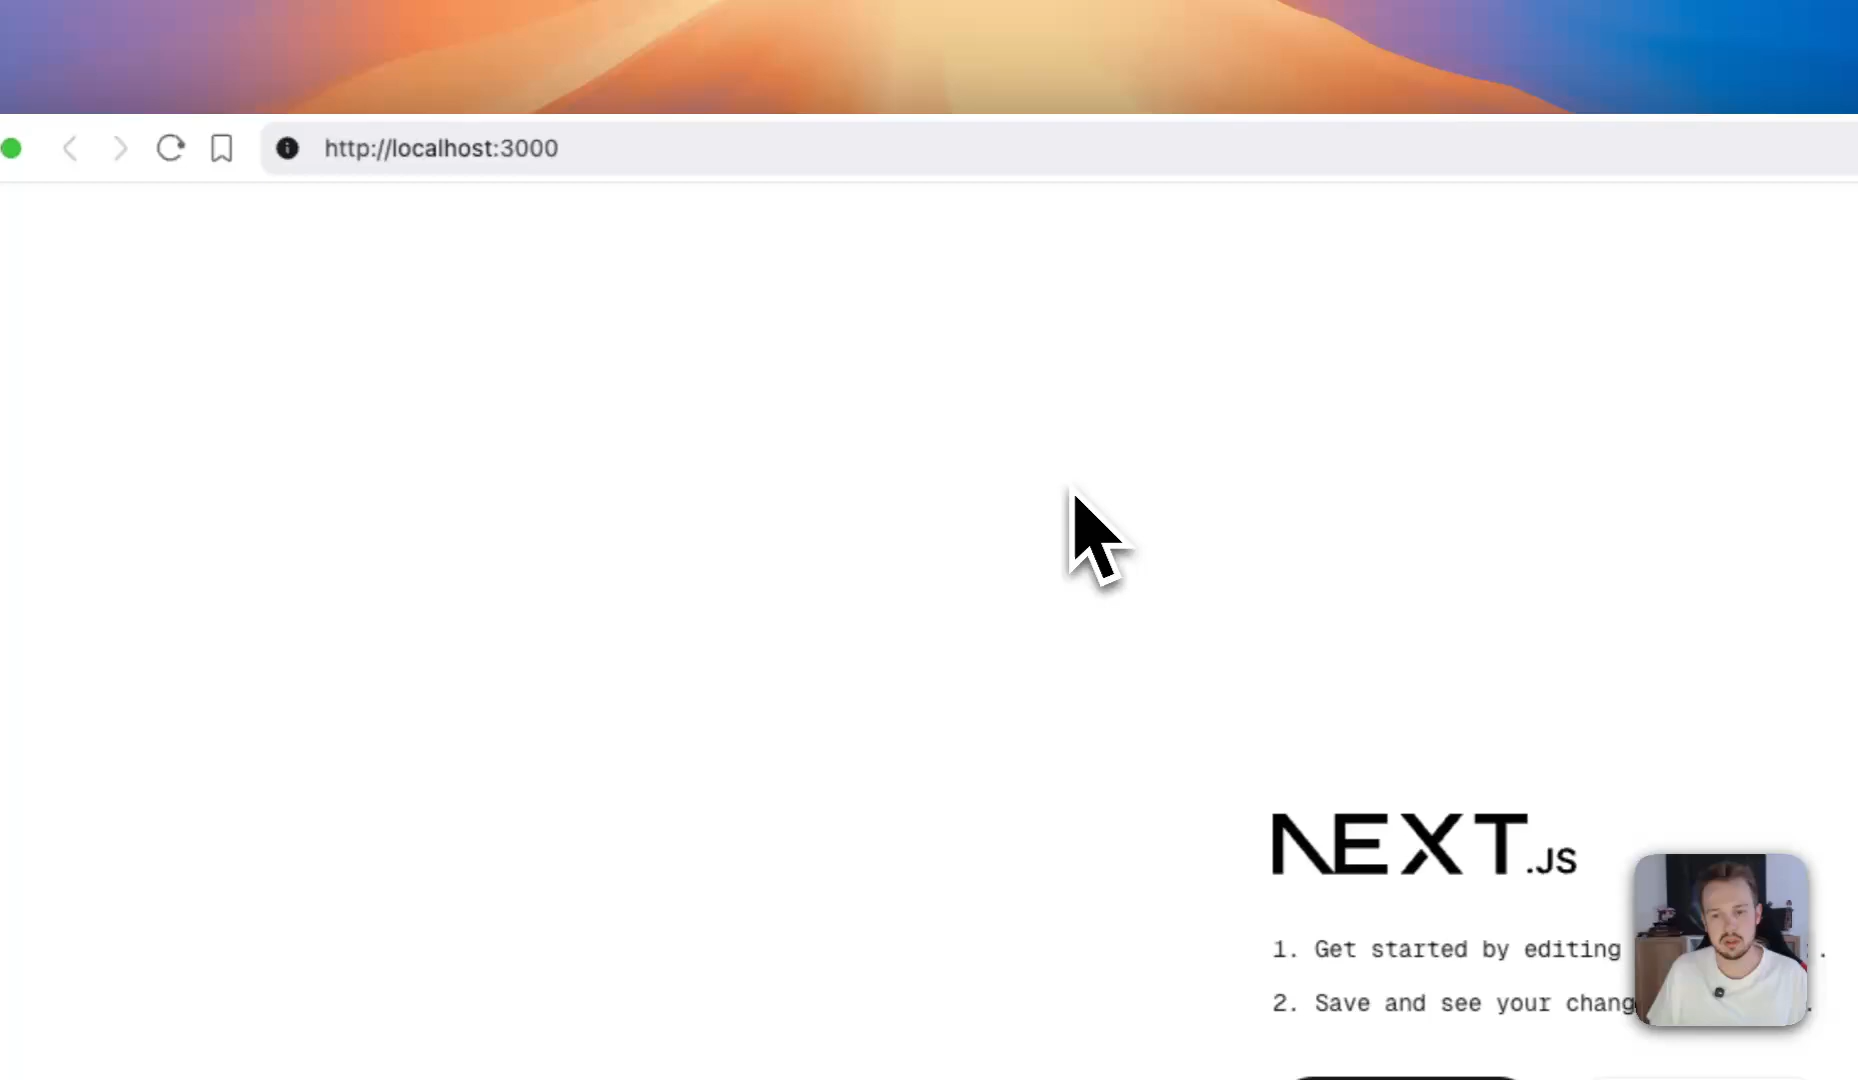 http://localhost:3000
NEXT.JS
1. Get started by editing .
2. Save and see your chang